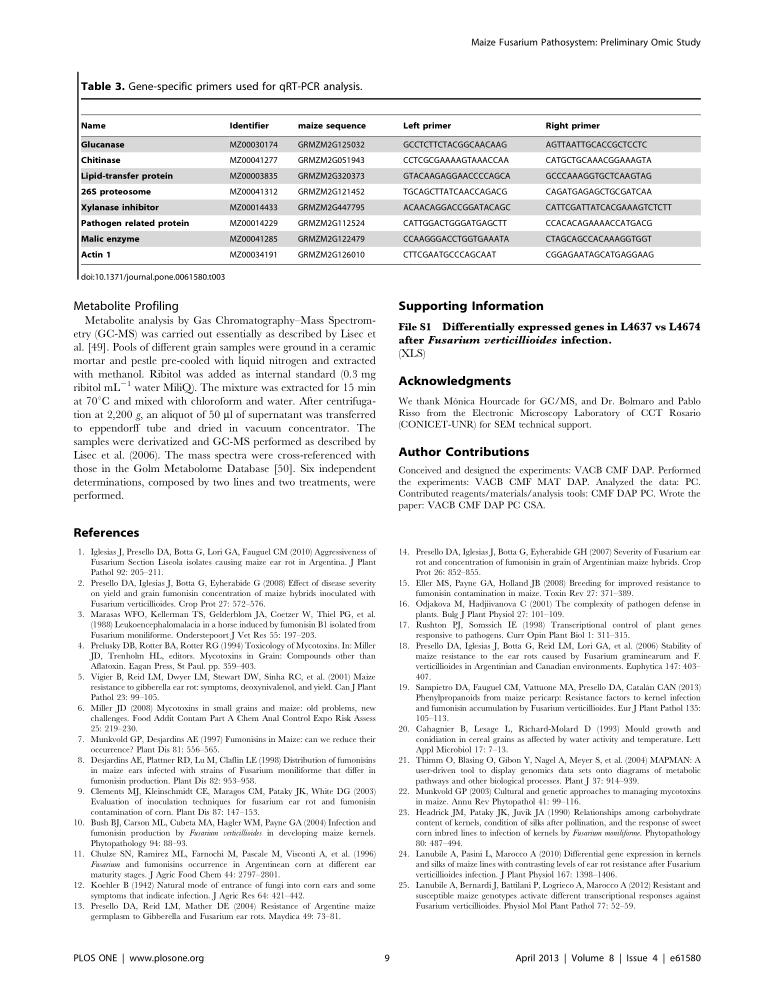 Maize Fusarium Pathosystem: Preliminary Omic Study
Table 3. Gene-specific primers used for qRT-PCR analysis.
Name Identifier maize sequence Left primer Right primer
Glucanase MZ00030174 GRMZM2G125032 GCCTCTTCTACGGCAACAAG AGTTAATTGCACCGCTCCTC
Chitinase MZ00041277 GRMZM2G051943 CCTCGCGAAAAGTAAACCAA CATGCTGCAAACGGAAAGTA
Lipid-transfer protein MZ00003835 GRMZM2G320373 GTACAAGAGGAACCCCAGCA GCCCAAAGGTGCTCAAGTAG
26S proteosome MZ00041312 GRMZM2G121452 TGCAGCTTATCAACCAGACG CAGATGAGAGCTGCGATCAA
Xylanase inhibitor MZ00014433 GRMZM2G447795 ACAACAGGACCGGATACAGC CATTCGATTATCACGAAAGTCTCTT
Pathogen related protein MZ00014229 GRMZM2G112524 CATTGGACTGGGATGAGCTT CCACACAGAAAACCATGACG
Malic enzyme MZ00041285 GRMZM2G122479 CCAAGGGACCTGGTGAAATA CTAGCAGCCACAAAGGTGGT
Actin 1 MZ00034191 GRMZM2G126010 CTTCGAATGCCCAGCAAT CGGAGAATAGCATGAGGAAG
doi:10.1371/journal.pone.0061580.t003
Metabolite Profiling
Metabolite analysis by Gas Chromatography–Mass Spectrom-
etry (GC-MS) was carried out essentially as described by Lisec et
al. [49]. Pools of different grain samples were ground in a ceramic
mortar and pestle pre-cooled with liquid nitrogen and extracted
with methanol. Ribitol was added as internal standard (0.3 mg
ribitol mL−1 water MiliQ). The mixture was extracted for 15 min
at 70°C and mixed with chloroform and water. After centrifuga-
tion at 2,200 g, an aliquot of 50 µl of supernatant was transferred
to eppendorff tube and dried in vacuum concentrator. The
samples were derivatized and GC-MS performed as described by
Lisec et al. (2006). The mass spectra were cross-referenced with
those in the Golm Metabolome Database [50]. Six independent
determinations, composed by two lines and two treatments, were
performed.
Supporting Information
File S1 Differentially expressed genes in L4637 vs L4674
after Fusarium verticillioides infection.
(XLS)
Acknowledgments
We thank Mónica Hourcade for GC/MS, and Dr. Bolmaro and Pablo
Risso from the Electronic Microscopy Laboratory of CCT Rosario
(CONICET-UNR) for SEM technical support.
Author Contributions
Conceived and designed the experiments: VACB CMF DAP. Performed
the experiments: VACB CMF MAT DAP. Analyzed the data: PC.
Contributed reagents/materials/analysis tools: CMF DAP PC. Wrote the
paper: VACB CMF DAP PC CSA.
References
1. Iglesias J, Presello DA, Botta G, Lori GA, Fauguel CM (2010) Aggressiveness of
Fusarium Section Liseola isolates causing maize ear rot in Argentina. J Plant
Pathol 92: 205–211.
2. Presello DA, Iglesias J, Botta G, Eyherabide G (2008) Effect of disease severity
on yield and grain fumonisin concentration of maize hybrids inoculated with
Fusarium verticillioides. Crop Prot 27: 572–576.
3. Marasas WFO, Kellerman TS, Gelderblom JA, Coetzer W, Thiel PG, et al.
(1988) Leukoencephalomalacia in a horse induced by fumonisin B1 isolated from
Fusarium moniliforme. Onderstepoort J Vet Res 55: 197–203.
4. Prelusky DB, Rotter BA, Rotter RG (1994) Toxicology of Mycotoxins. In: Miller
JD, Trenholm HL, editors. Mycotoxins in Grain: Compounds other than
Aflatoxin. Eagan Press, St Paul. pp. 359–403.
5. Vigier B, Reid LM, Dwyer LM, Stewart DW, Sinha RC, et al. (2001) Maize
resistance to gibberella ear rot: symptoms, deoxynivalenol, and yield. Can J Plant
Pathol 23: 99–105.
6. Miller JD (2008) Mycotoxins in small grains and maize: old problems, new
challenges. Food Addit Contam Part A Chem Anal Control Expo Risk Assess
25: 219–230.
7. Munkvold GP, Desjardins AE (1997) Fumonisins in Maize: can we reduce their
occurrence? Plant Dis 81: 556–565.
8. Desjardins AE, Plattner RD, Lu M, Claflin LE (1998) Distribution of fumonisins
in maize ears infected with strains of Fusarium moniliforme that differ in
fumonisin production. Plant Dis 82: 953–958.
9. Clements MJ, Kleinschmidt CE, Maragos CM, Pataky JK, White DG (2003)
Evaluation of inoculation techniques for fusarium ear rot and fumonisin
contamination of corn. Plant Dis 87: 147–153.
10. Bush BJ, Carson ML, Cubeta MA, Hagler WM, Payne GA (2004) Infection and
fumonisin production by Fusarium verticillioides in developing maize kernels.
Phytopathology 94: 88–93.
11. Chulze SN, Ramirez ML, Farnochi M, Pascale M, Visconti A, et al. (1996)
Fusarium and fumonisins occurrence in Argentinean corn at different ear
maturity stages. J Agric Food Chem 44: 2797–2801.
12. Koehler B (1942) Natural mode of entrance of fungi into corn ears and some
symptoms that indicate infection. J Agric Res 64: 421–442.
13. Presello DA, Reid LM, Mather DE (2004) Resistance of Argentine maize
germplasm to Gibberella and Fusarium ear rots. Maydica 49: 73–81.
14. Presello DA, Iglesias J, Botta G, Eyherabide GH (2007) Severity of Fusarium ear
rot and concentration of fumonisin in grain of Argentinian maize hybrids. Crop
Prot 26: 852–855.
15. Eller MS, Payne GA, Holland JB (2008) Breeding for improved resistance to
fumonisin contamination in maize. Toxin Rev 27: 371–389.
16. Odjakova M, Hadjiivanova C (2001) The complexity of pathogen defense in
plants. Bulg J Plant Physiol 27: 101–109.
17. Rushton PJ, Somssich IE (1998) Transcriptional control of plant genes
responsive to pathogens. Curr Opin Plant Biol 1: 311–315.
18. Presello DA, Iglesias J, Botta G, Reid LM, Lori GA, et al. (2006) Stability of
maize resistance to the ear rots caused by Fusarium graminearum and F.
verticillioides in Argentinian and Canadian environments. Euphytica 147: 403–
407.
19. Sampietro DA, Fauguel CM, Vattuone MA, Presello DA, Catalán CAN (2013)
Phenylpropanoids from maize pericarp: Resistance factors to kernel infection
and fumonisin accumulation by Fusarium verticillioides. Eur J Plant Pathol 135:
105–113.
20. Cahagnier B, Lesage L, Richard-Molard D (1993) Mould growth and
conidiation in cereal grains as affected by water activity and temperature. Lett
Appl Microbiol 17: 7–13.
21. Thimm O, Blasing O, Gibon Y, Nagel A, Meyer S, et al. (2004) MAPMAN: A
user-driven tool to display genomics data sets onto diagrams of metabolic
pathways and other biological processes. Plant J 37: 914–939.
22. Munkvold GP (2003) Cultural and genetic approaches to managing mycotoxins
in maize. Annu Rev Phytopathol 41: 99–116.
23. Headrick JM, Pataky JK, Juvik JA (1990) Relationships among carbohydrate
content of kernels, condition of silks after pollination, and the response of sweet
corn inbred lines to infection of kernels by Fusarium moniliforme. Phytopathology
80: 487–494.
24. Lanubile A, Pasini L, Marocco A (2010) Differential gene expression in kernels
and silks of maize lines with contrasting levels of ear rot resistance after Fusarium
verticillioides infection. J Plant Physiol 167: 1398–1406.
25. Lanubile A, Bernardi J, Battilani P, Logrieco A, Marocco A (2012) Resistant and
susceptible maize genotypes activate different transcriptional responses against
Fusarium verticillioides. Physiol Mol Plant Pathol 77: 52–59.
PLOS ONE | www.plosone.org 9 April 2013 | Volume 8 | Issue 4 | e61580